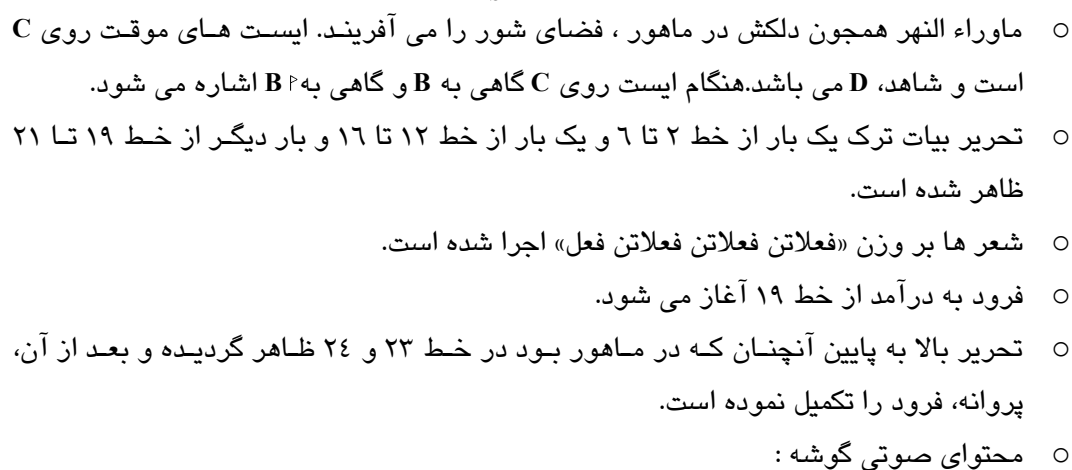 ○ ماوراء النهر همچون دلکش در ماهور ، فضای شور را می آفریند. ایست های موقت روی C
است و شاهد، D می باشد.هنگام ایست روی C گاهی به B و گاهی به B اشاره می شود.
○ تحریر بیات ترک یک بار از خط ۲ تا ٦ و یک بار از خط ۱۲ تا ۱٦ و بار دیگر از خط ۱۹ تا ۲۱
ظاهر شده است.
○ شعر ها بر وزن «فعلاتن فعلاتن فعلاتن فعل» اجرا شده است.
○ فرود به درآمد از خط ۱۹ آغاز می شود.
○ تحریر بالا به پایین آنچنان که در ماهور بود در خط ۲۳ و ۲٤ ظاهر گردیده و بعد از آن،
پروانه، فرود را تکمیل نموده است.
○ محتوای صوتی گوشه :